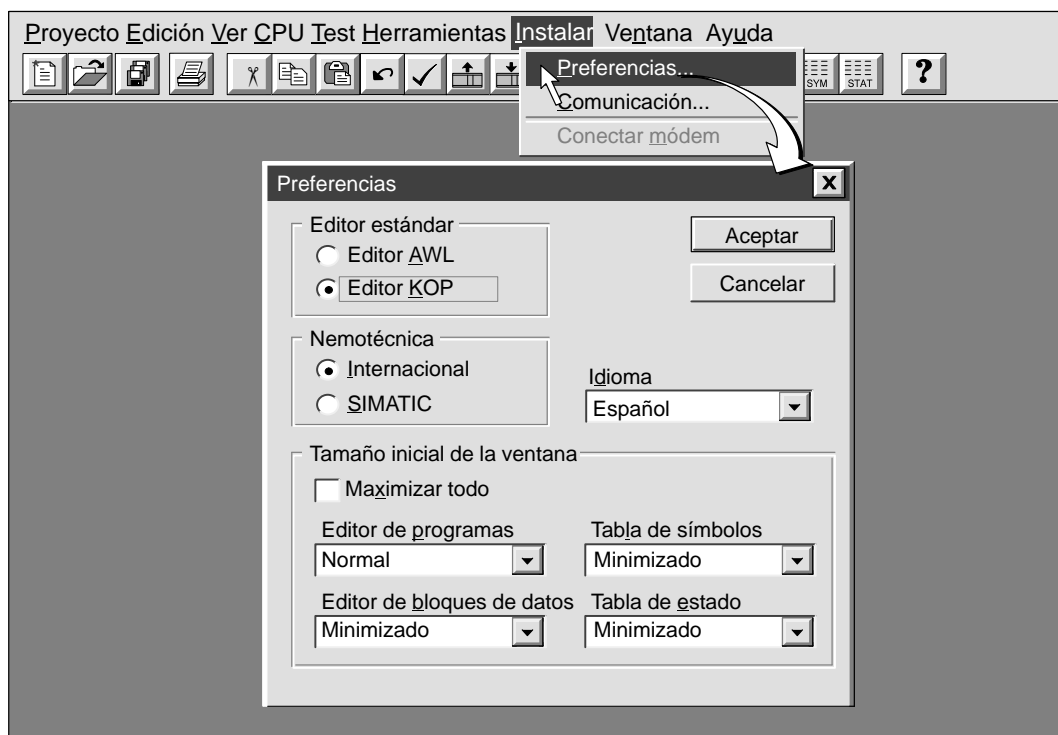 Proyecto Edición Ver CPU Test Herramientas Instalar Ventana Ayuda
SYM STAT ?
Preferencias...
Comunicación...
Conectar módem
Preferencias X
Editor estándar
Editor AWL
Editor KOP
Aceptar
Cancelar
Nemotécnica
Internacional
SIMATIC
Idioma
Español
Tamaño inicial de la ventana
Maximizar todo
Editor de programas
Normal
Tabla de símbolos
Minimizado
Editor de bloques de datos
Minimizado
Tabla de estado
Minimizado